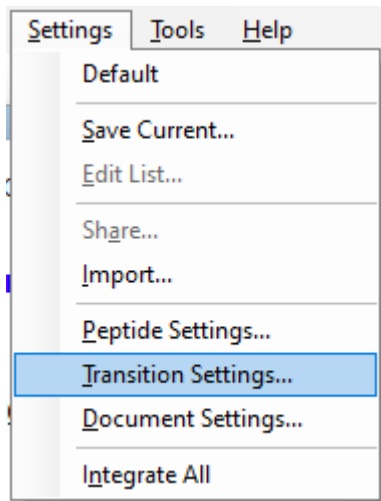 Settings Tools Help
Default
Save Current...
Edit List...
Share...
Import...
Peptide Settings...
Transition Settings...
Document Settings...
Integrate All